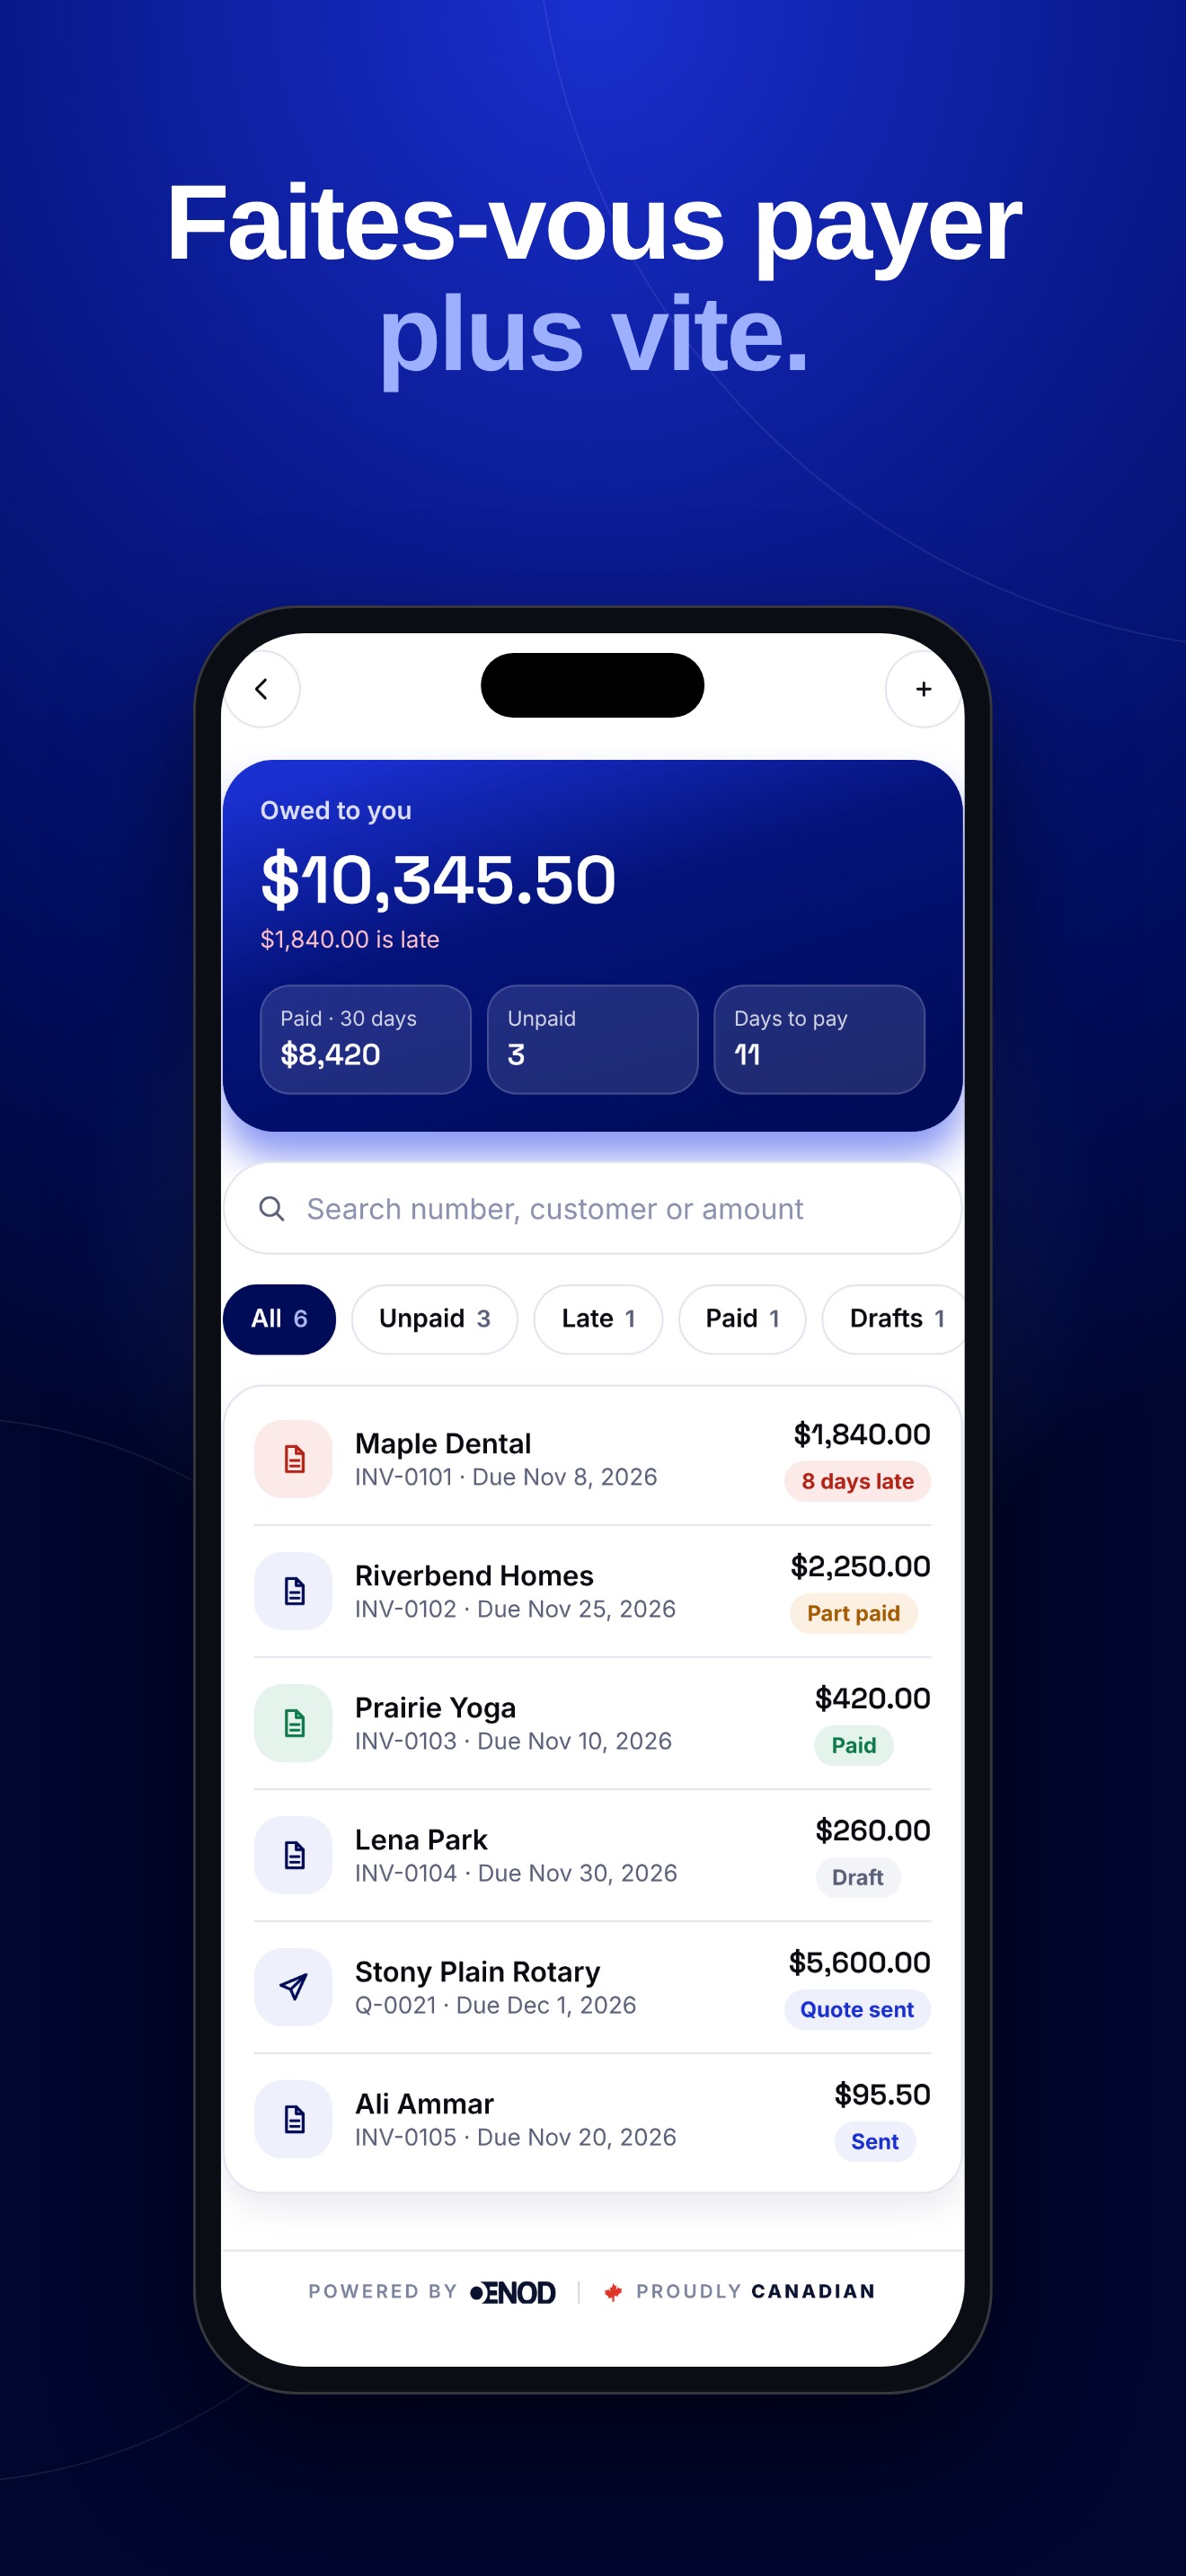 Faites-vous payer
plus vite.
Owed to you
$10,345.50
$1,840.00 is late
Paid · 30 days
$8,420
Unpaid
3
Days to pay
11
Search number, customer or amount
All 6
Unpaid 3
Late 1
Paid 1
Drafts 1
Maple Dental
$1,840.00
INV-0101 · Due Nov 8, 2026
8 days late
Riverbend Homes
$2,250.00
INV-0102 · Due Nov 25, 2026
Part paid
Prairie Yoga
$420.00
INV-0103 · Due Nov 10, 2026
Paid
Lena Park
$260.00
INV-0104 · Due Nov 30, 2026
Draft
Stony Plain Rotary
$5,600.00
Q-0021 · Due Dec 1, 2026
Quote sent
Ali Ammar
$95.50
INV-0105 · Due Nov 20, 2026
Sent
POWERED BY ENOD | PROUDLY CANADIAN